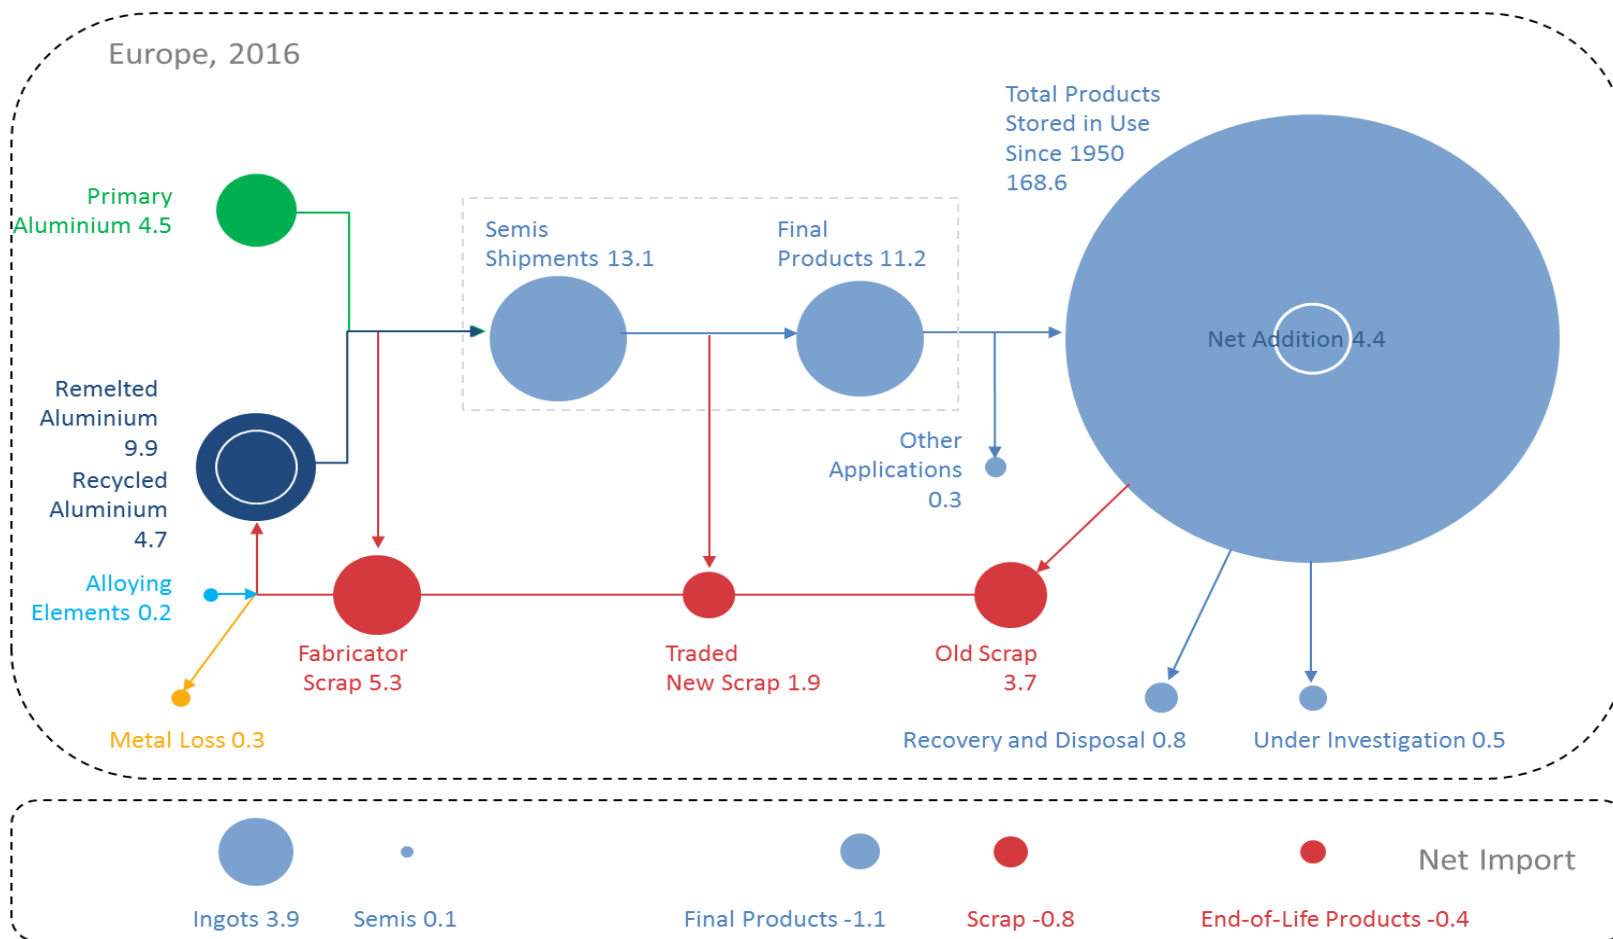 Europe, 2016
Total Products
Stored in Use
Since 1950
168.6
Primary
Aluminium 4.5
Semis
Shipments 13.1
Final
Products 11.2
Net Addition 4.4
Remelted
Aluminium
9.9
Recycled
Aluminium
4.7
Other
Applications
0.3
Alloying
Elements 0.2
Fabricator
Scrap 5.3
Traded
New Scrap 1.9
Old Scrap
3.7
Metal Loss 0.3
Recovery and Disposal 0.8
Under Investigation 0.5
Net Import
Ingots 3.9
Semis 0.1
Final Products -1.1
Scrap -0.8
End-of-Life Products -0.4